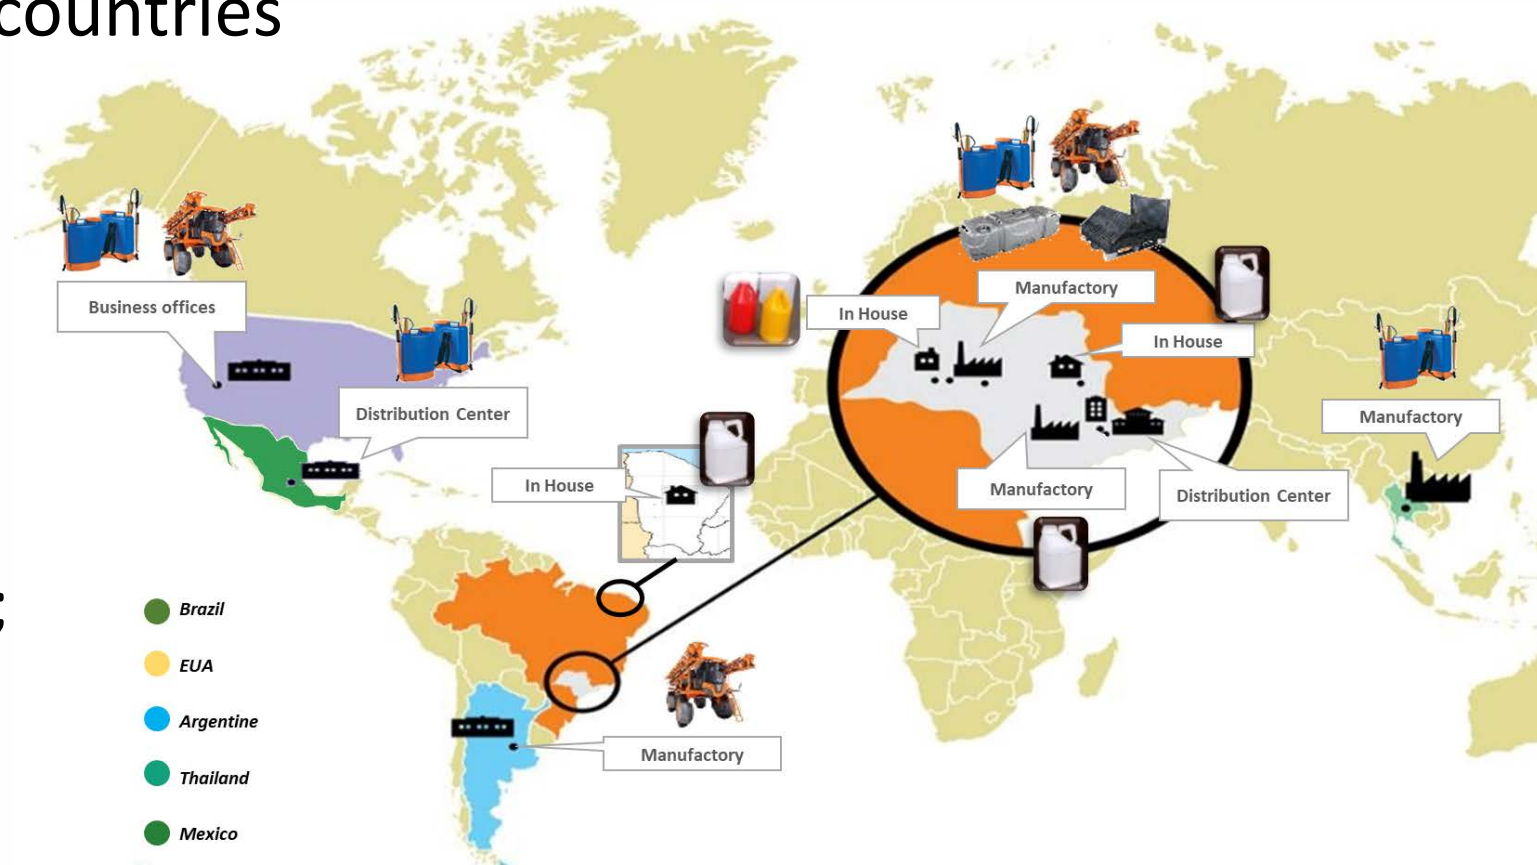 countries
Business offices
Distribution Center
In House
Manufactory
In House
Manufactory
In House
Manufactory
Distribution Center
Manufactory
;
Brazil
EUA
Argentine
Thailand
Mexico
Manufactory